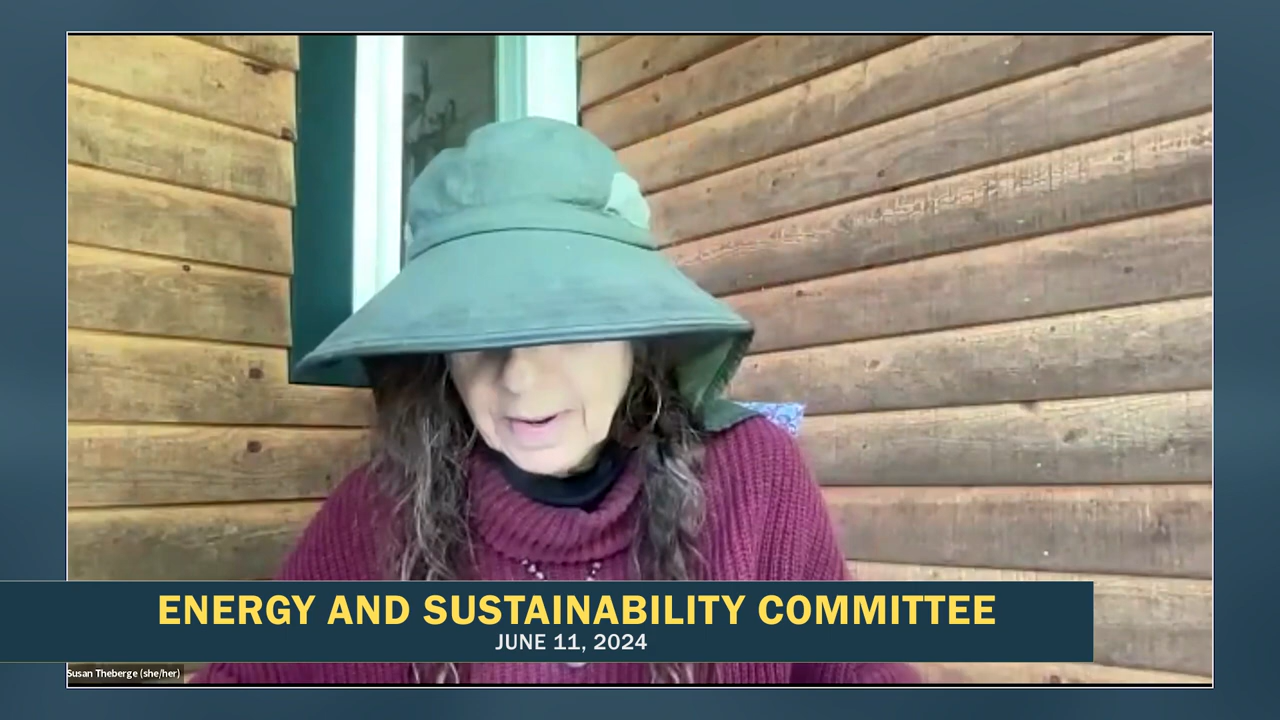 ENERGY AND SUSTAINABILITY COMMITTEE
JUNE 11, 2024
Susan Theberge (she/her)